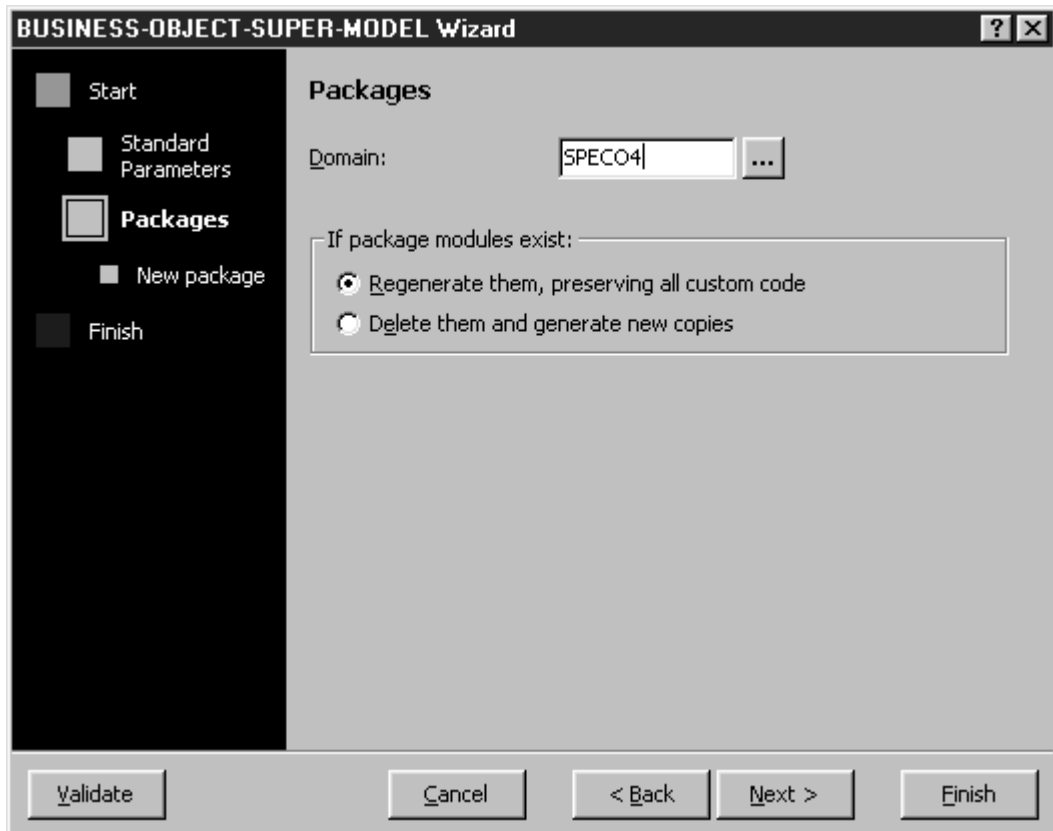 BUSINESS-OBJECT-SUPER-MODEL Wizard
Start
Standard
Parameters
Packages
New package
Finish
Packages
Domain:
SPECO4
...
If package modules exist:
Regenerate them, preserving all custom code
Delete them and generate new copies
Validate
Cancel
< Back
Next >
Finish